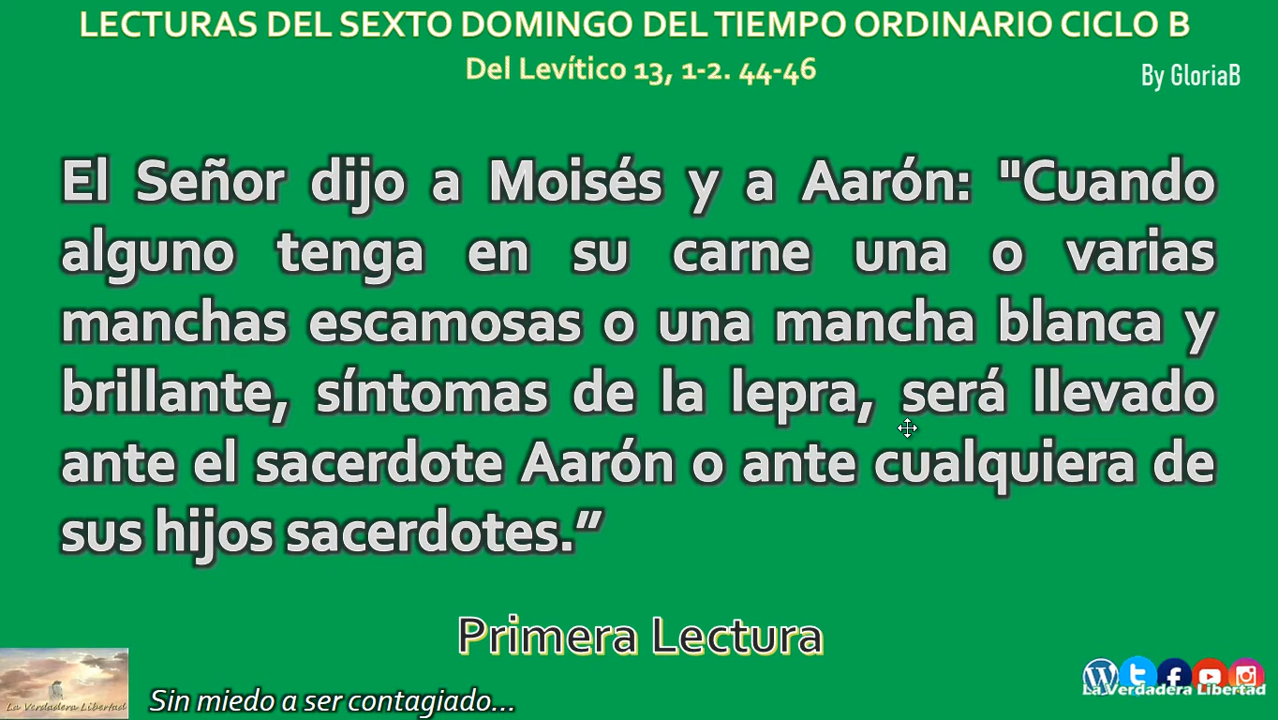 LECTURAS DEL SEXTO DOMINGO DEL TIEMPO ORDINARIO CICLO B
Del Levítico 13, 1-2. 44-46
By GloriaB
El Señor dijo a Moisés y a Aarón: "Cuando
alguno tenga en su carne una o varias
manchas escamosas o una mancha blanca y
brillante, síntomas de la lepra, será llevado
ante el sacerdote Aarón o ante cualquiera de
sus hijos sacerdotes.”
Primera Lectura
La Verdadera Libertad
Sin miedo a ser contagiado...
La Verdadera Libertad